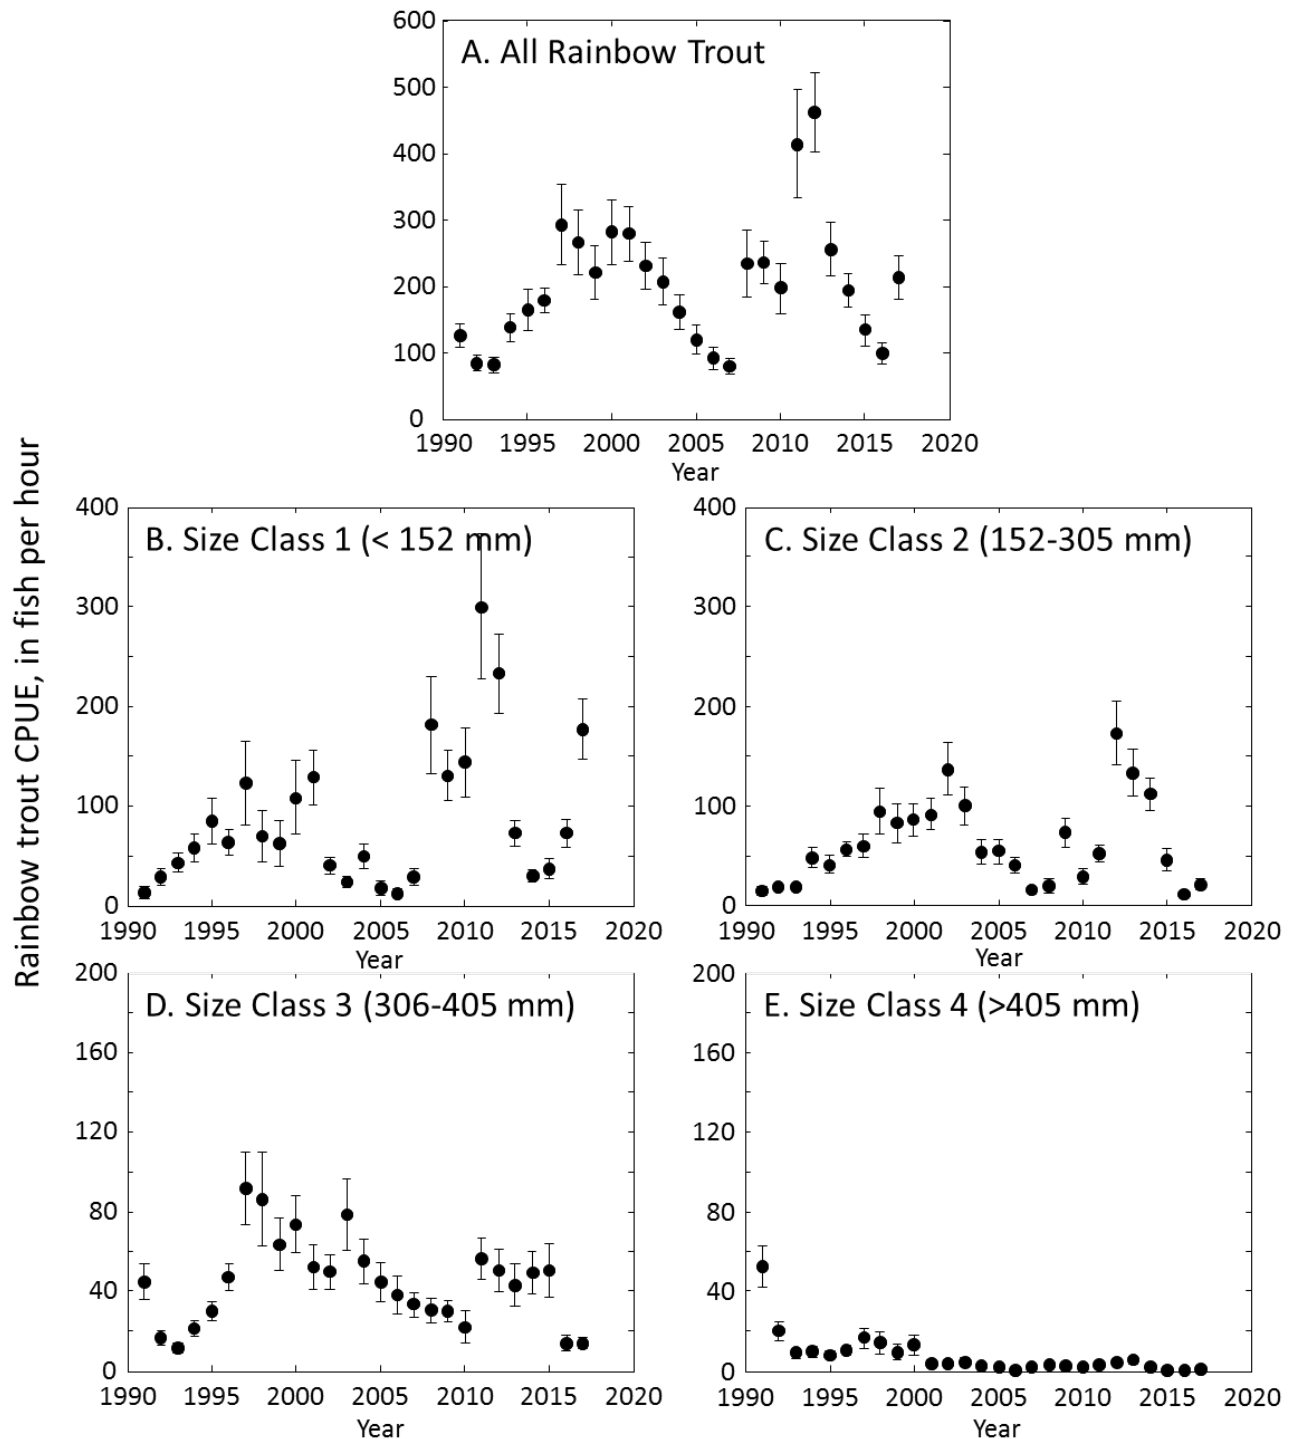 A. All Rainbow Trout
600
500
400
300
200
100
0
1990 1995 2000 2005 2010 2015 2020
Year
Rainbow trout CPUE, in fish per hour
B. Size Class 1 (< 152 mm)
400
300
200
100
0
1990 1995 2000 2005 2010 2015 2020
Year
C. Size Class 2 (152-305 mm)
400
300
200
100
0
1990 1995 2000 2005 2010 2015 2020
Year
D. Size Class 3 (306-405 mm)
200
160
120
80
40
0
1990 1995 2000 2005 2010 2015 2020
Year
E. Size Class 4 (>405 mm)
200
160
120
80
40
0
1990 1995 2000 2005 2010 2015 2020
Year